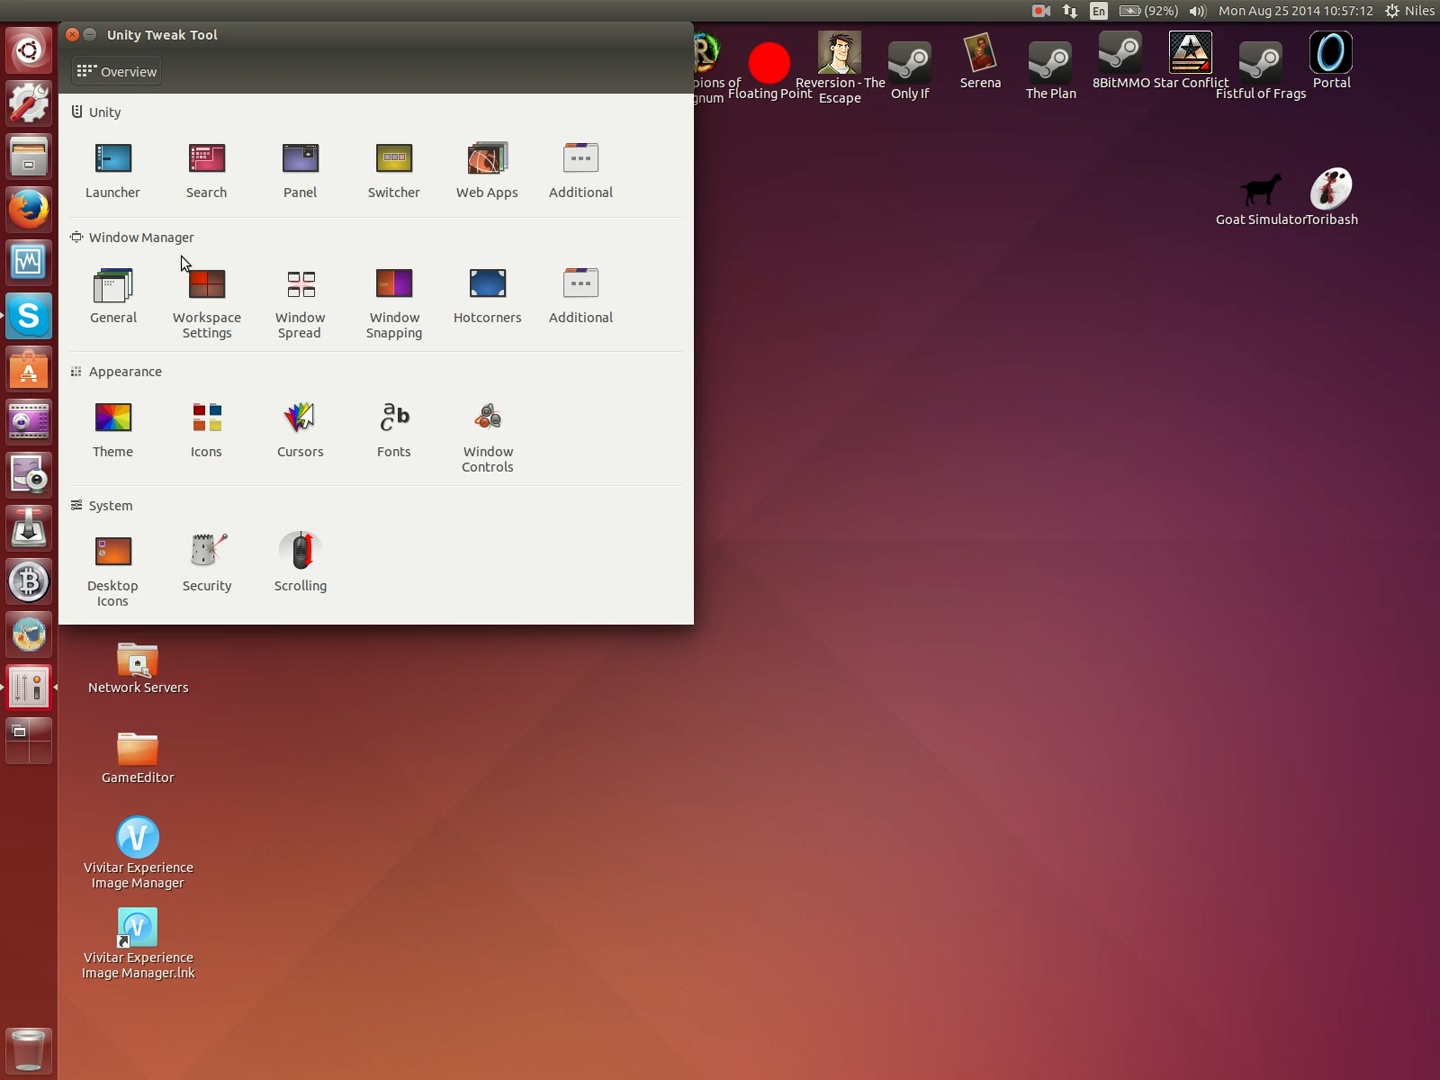 En (92%) Mon Aug 25 2014 10:57:12 Niles
Unity Tweak Tool
Overview
Unity
Launcher Search Panel Switcher Web Apps Additional
Window Manager
General Workspace Window Window Hotcorners Additional
Settings Spread Snapping
Appearance
Theme Icons Cursors Fonts Window
Controls
System
Desktop Security Scrolling
Icons
Floating Point
Reversion - The
Escape
Only If
Serena
The Plan
8BitMMO
Star Conflict
Fistful of Frags
Portal
Goat Simulator
Toribash
Network Servers
GameEditor
Vivitar Experience
Image Manager
Vivitar Experience
Image Manager.lnk